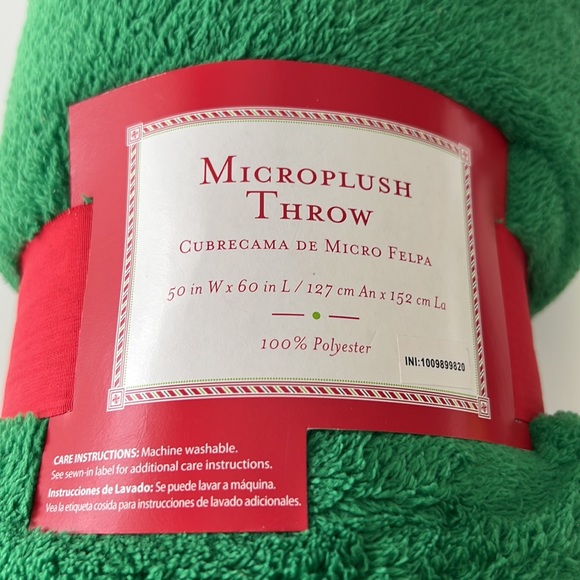 MICROPLUSH
THROW
CUBRECAMA DE MICRO FELPA
50 in W x 60 in L / 127 cm An x 152 cm La
100% Polyester
INI:1009899820
CARE INSTRUCTIONS: Machine washable.
See sewn-in label for additional care instructions.
Instrucciones de Lavado: Se puede lavar a máquina.
Vea la etiqueta cosida para instrucciones de lavado adicionales.